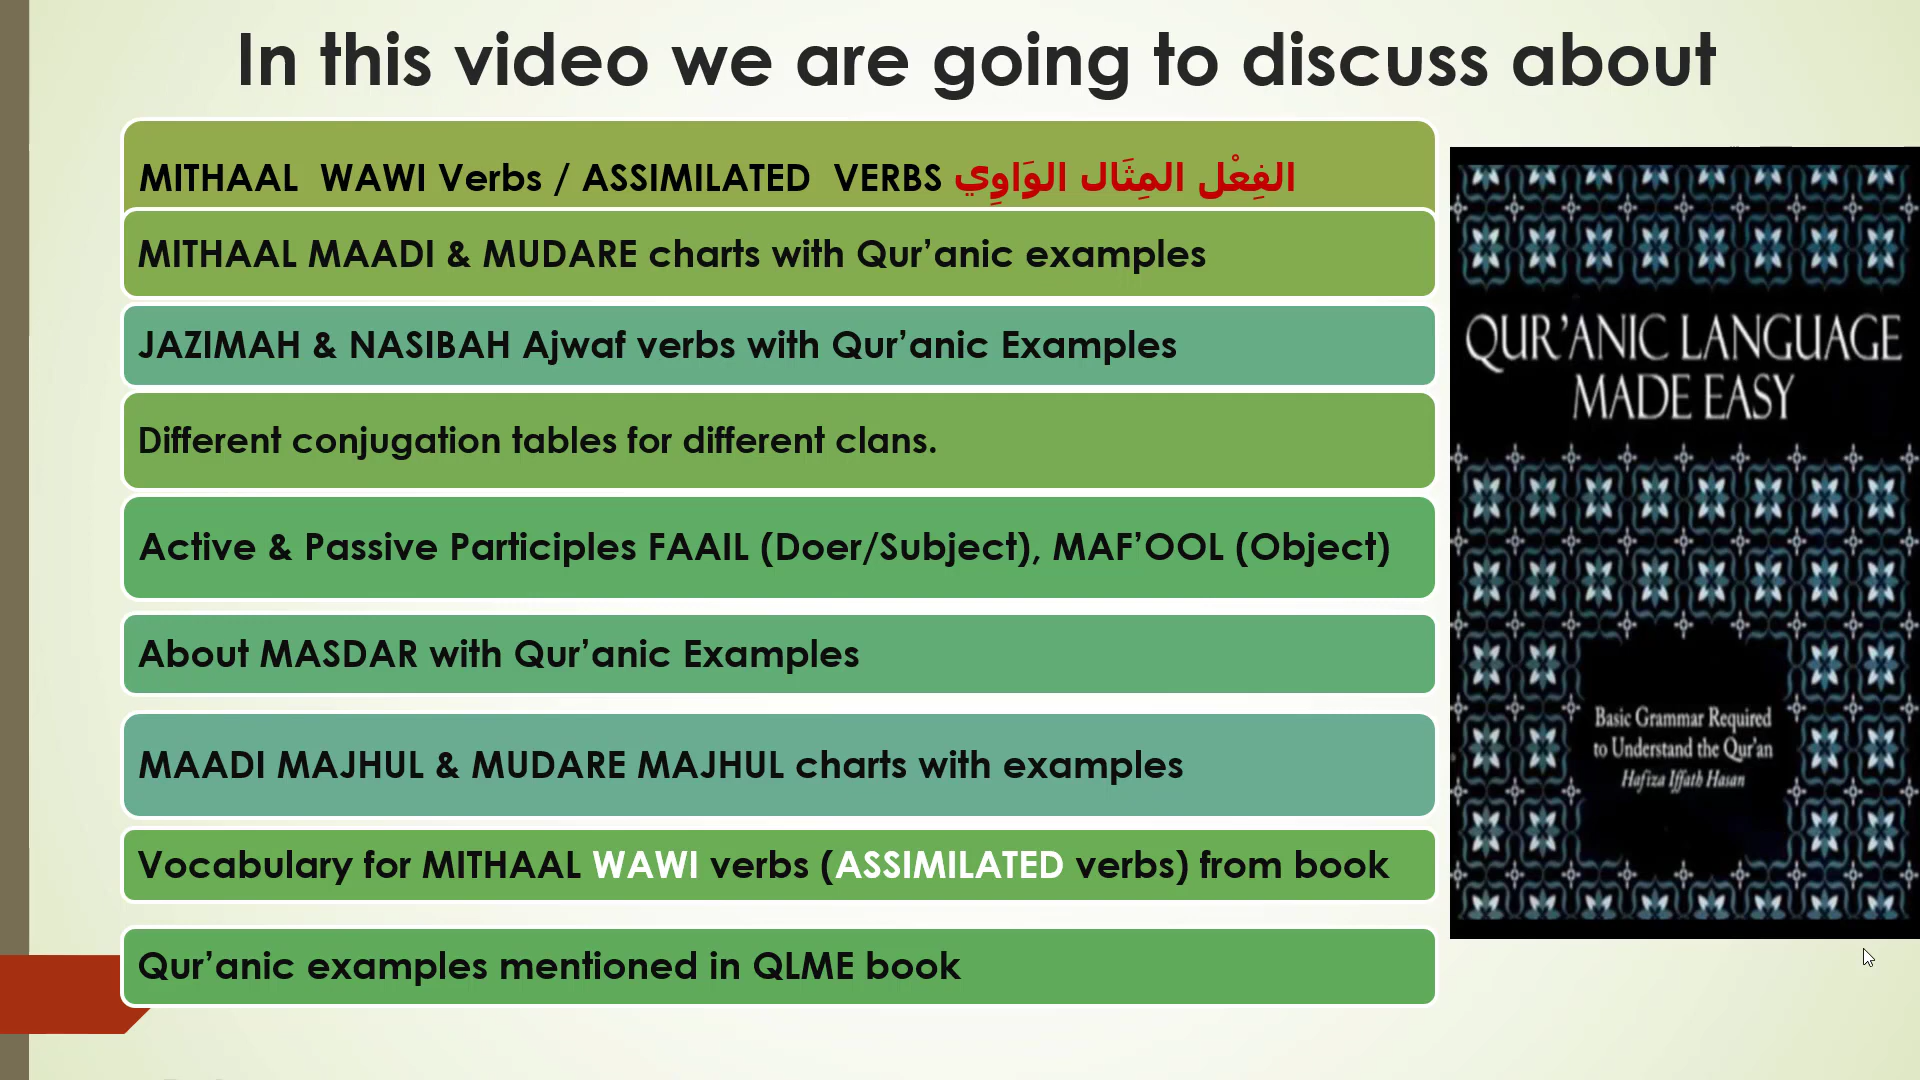 In this video we are going to discuss about
MITHAAL WAWI Verbs / ASSIMILATED VERBS الفِعْل المِثَال الوَاوِي
MITHAAL MAADI & MUDARE charts with Qur’anic examples
JAZIMAH & NASIBAH Ajwaf verbs with Qur’anic Examples
Different conjugation tables for different clans.
Active & Passive Participles FAAIL (Doer/Subject), MAF’OOL (Object)
About MASDAR with Qur’anic Examples
MAADI MAJHUL & MUDARE MAJHUL charts with examples
Vocabulary for MITHAAL WAWI verbs (ASSIMILATED verbs) from book
Qur’anic examples mentioned in QLME book
QUR’ANIC LANGUAGE
MADE EASY
Basic Grammar Required
to Understand the Qur’an
Hafiza Iffath Hasan